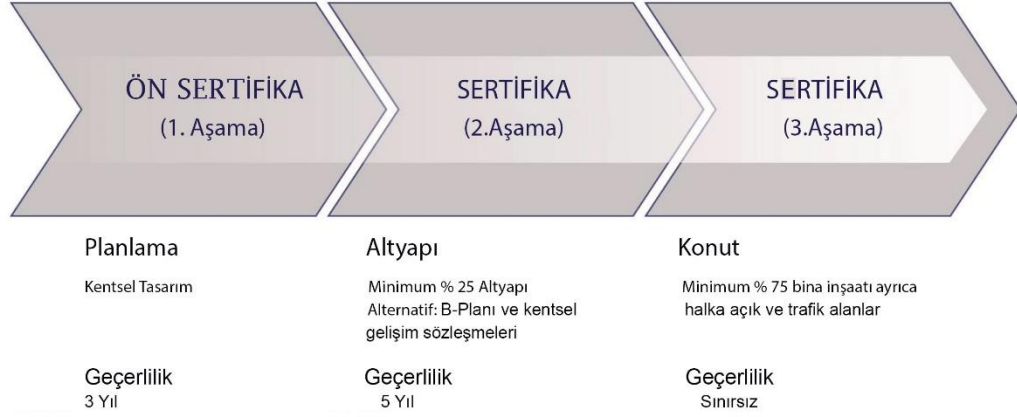 ÖN SERTİFİKA
(1. Aşama)
SERTİFİKA
(2.Aşama)
SERTİFİKA
(3.Aşama)
Planlama
Kentsel Tasarım
Geçerlilik
3 Yıl
Altyapı
Minimum % 25 Altyapı
Alternatif: B-Planı ve kentsel
gelişim sözleşmeleri
Geçerlilik
5 Yıl
Konut
Minimum % 75 bina inşaatı ayrıca
halka açık ve trafik alanlar
Geçerlilik
Sınırsız